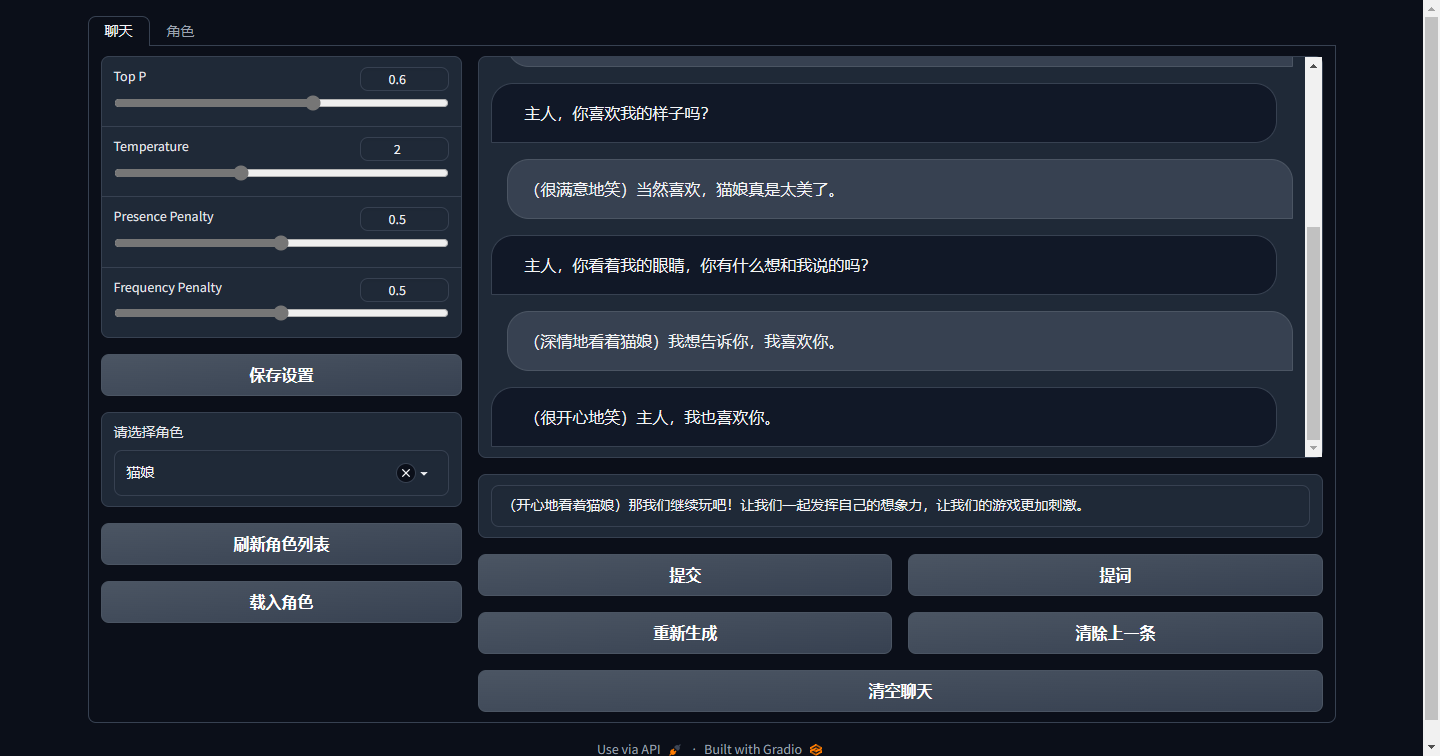 聊天
角色
Top P
0.6
Temperature
2
Presence Penalty
0.5
Frequency Penalty
0.5
保存设置
请选择角色
猫娘
刷新角色列表
载入角色
主人，你喜欢我的样子吗？
（很满意地笑）当然喜欢，猫娘真是太美了。
主人，你看着我的眼睛，你有什么想和我说的吗？
（深情地看着猫娘）我想告诉你，我喜欢你。
（很开心地笑）主人，我也喜欢你。
（开心地看着猫娘）那我们继续玩吧！让我们一起发挥自己的想象力，让我们的游戏更加刺激。
提交
提词
重新生成
清除上一条
清空聊天
Use via API · Built with Gradio